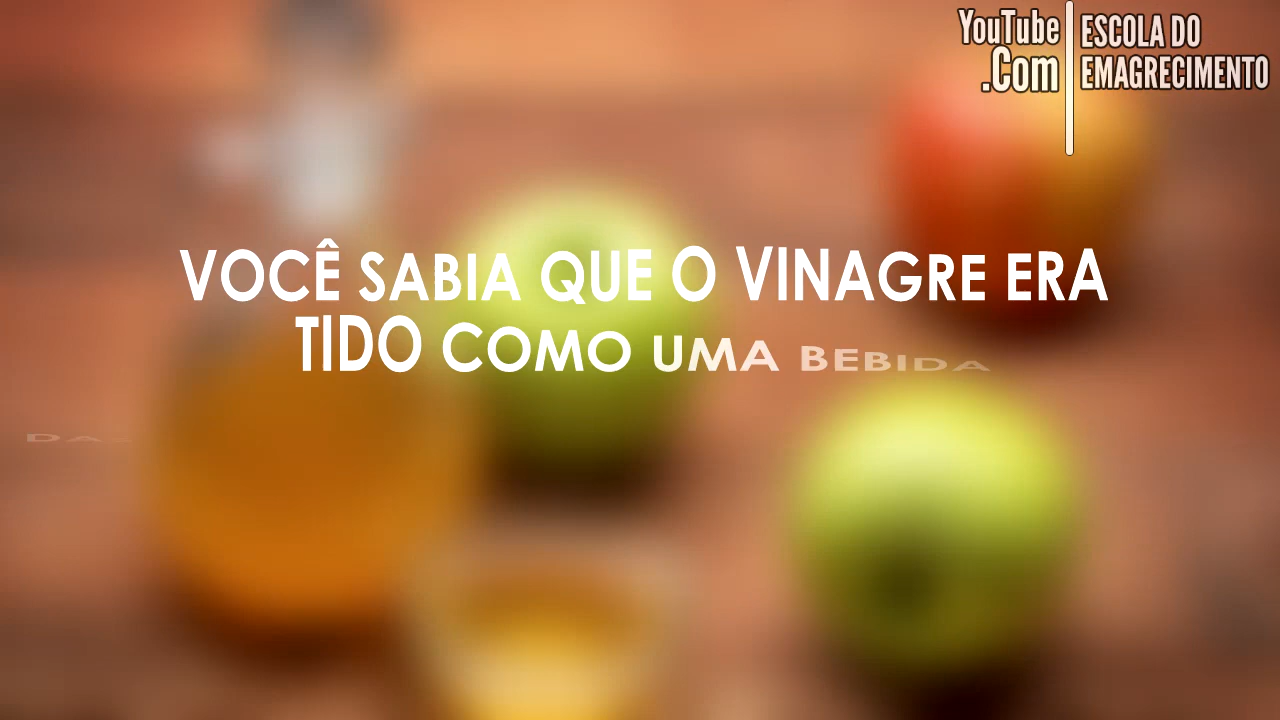 YouTube
.Com
ESCOLA DO
EMAGRECIMENTO
VOCÊ SABIA QUE O VINAGRE ERA
TIDO COMO UMA BEBIDA